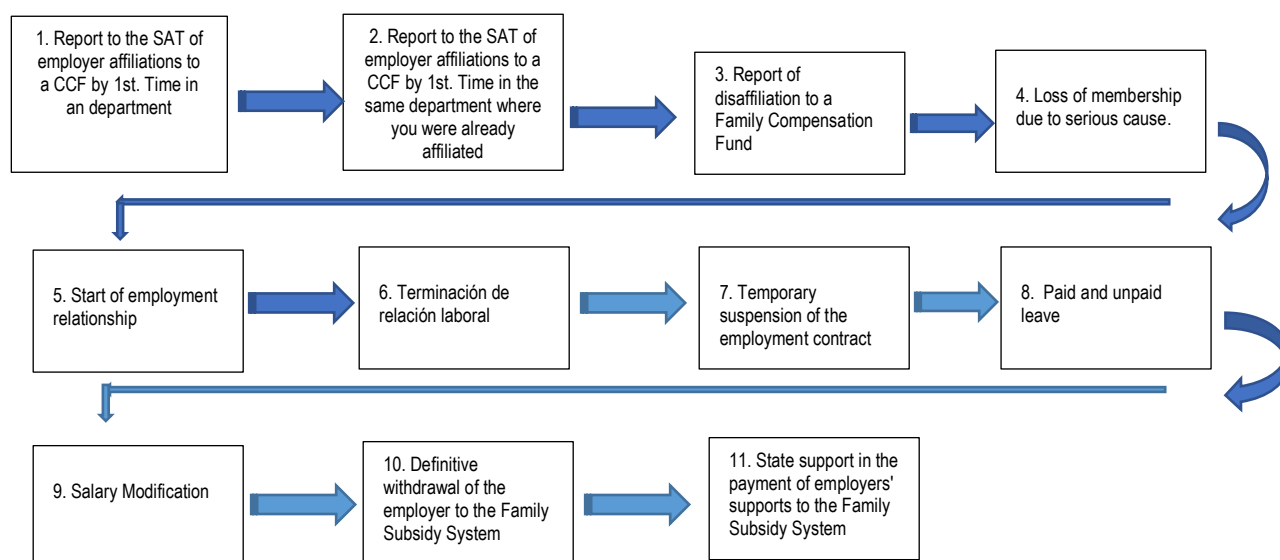 1. Report to the SAT of
employer affiliations to
a CCF by 1st. Time in
an department
2. Report to the SAT of
employer affiliations to
a CCF by 1st. Time in
the same department
where you were already
affiliated
3. Report of
disaffiliation to a
Family Compensation
Fund
4. Loss of membership
due to serious cause.
5. Start of employment
relationship
6. Terminación de
relación laboral
7. Temporary
suspension of the
employment contract
8. Paid and unpaid
leave
9. Salary Modification
10. Definitive
withdrawal of the
employer to the Family
Subsidy System
11. State support in the
payment of employers'
supports to the Family
Subsidy System